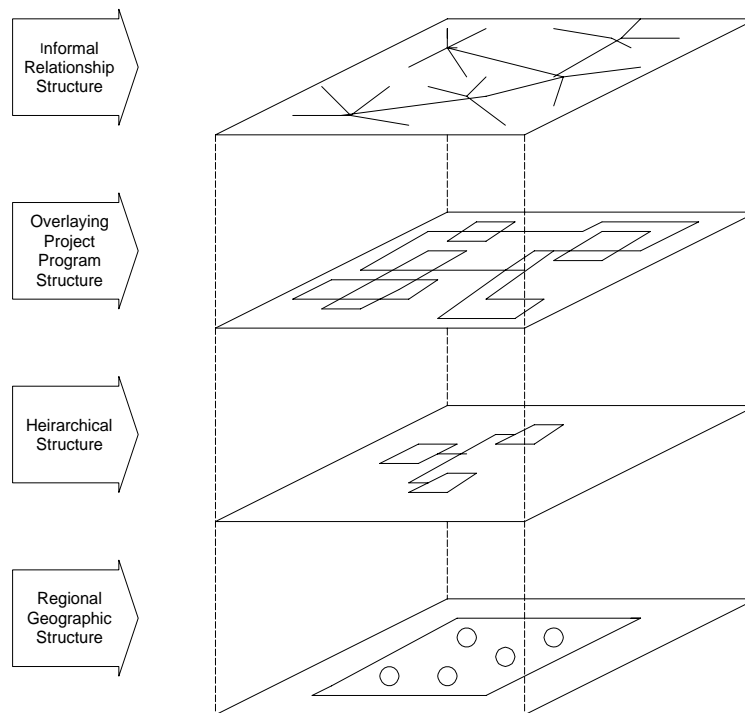 Informal
Relationship
Structure
Overlaying
Project
Program
Structure
Heirarchical
Structure
Regional
Geographic
Structure